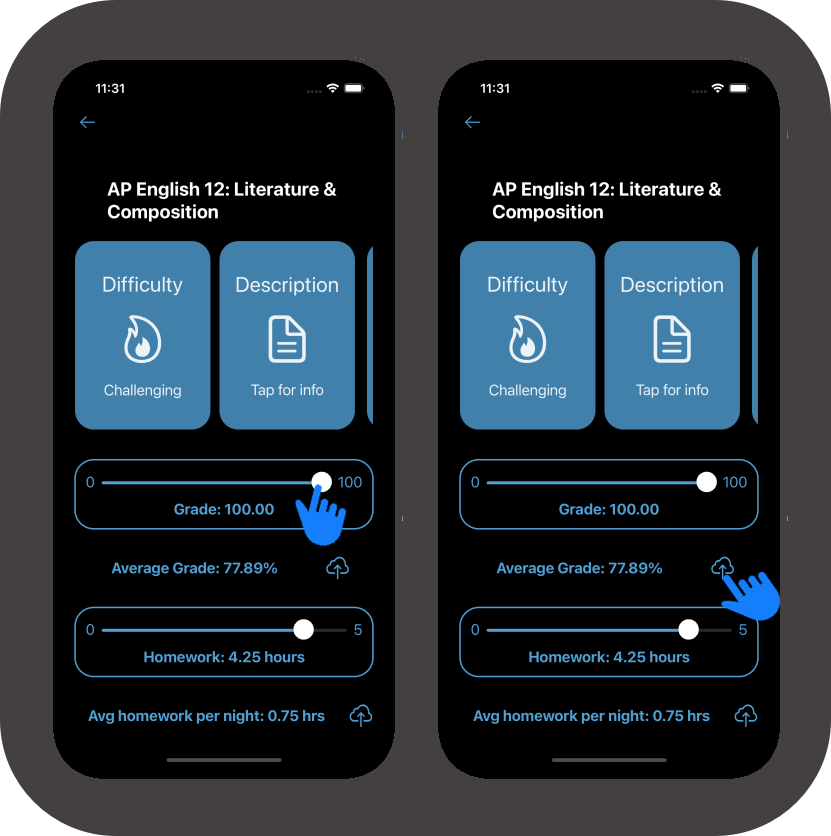 11:31
AP English 12: Literature &
Composition
Difficulty
Description
Challenging
Tap for info
0
100
Grade: 100.00
Average Grade: 77.89%
0
5
Homework: 4.25 hours
Avg homework per night: 0.75 hrs
11:31
AP English 12: Literature &
Composition
Difficulty
Description
Challenging
Tap for info
0
100
Grade: 100.00
Average Grade: 77.89%
0
5
Homework: 4.25 hours
Avg homework per night: 0.75 hrs